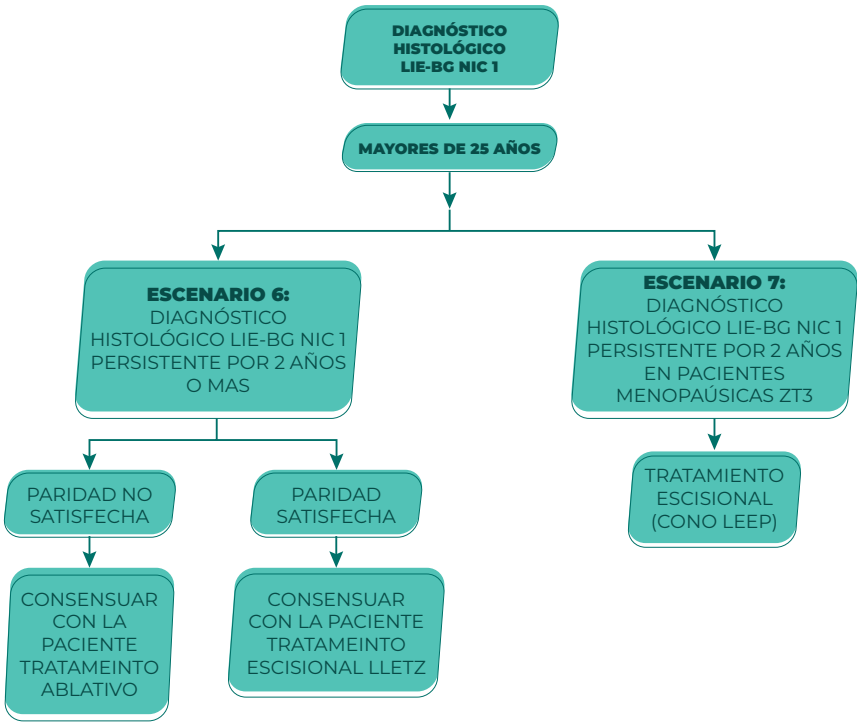 DIAGNÓSTICO
HISTOLÓGICO
LIE-BG NIC 1
MAYORES DE 25 AÑOS
ESCENARIO 6:
DIAGNÓSTICO
HISTOLÓGICO LIE-BG NIC 1
PERSISTENTE POR 2 AÑOS
O MAS
ESCENARIO 7:
DIAGNÓSTICO
HISTOLÓGICO LIE-BG NIC 1
PERSISTENTE POR 2 AÑOS
EN PACIENTES
MENOPAÚSICAS ZT3
PARIDAD NO
SATISFECHA
PARIDAD
SATISFECHA
TRATAMIENTO
ESCISIONAL
(CONO LEEP)
CONSENSUAR
CON LA
PACIENTE
TRATAMEINTO
ABLATIVO
CONSENSUAR
CON LA PACIENTE
TRATAMEINTO
ESCISIONAL LLETZ